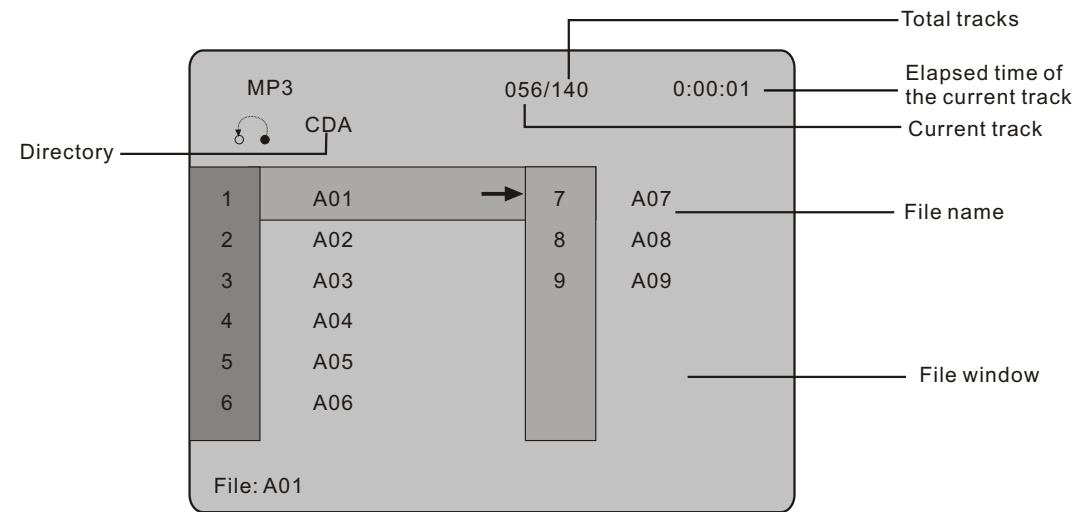 Total tracks
MP3 056/140 0:00:01
Elapsed time of
the current track
CDA
Current track
Directory
1 A01 7 A07
File name
2 A02 8 A08
3 A03 9 A09
4 A04
5 A05
File window
6 A06
File: A01